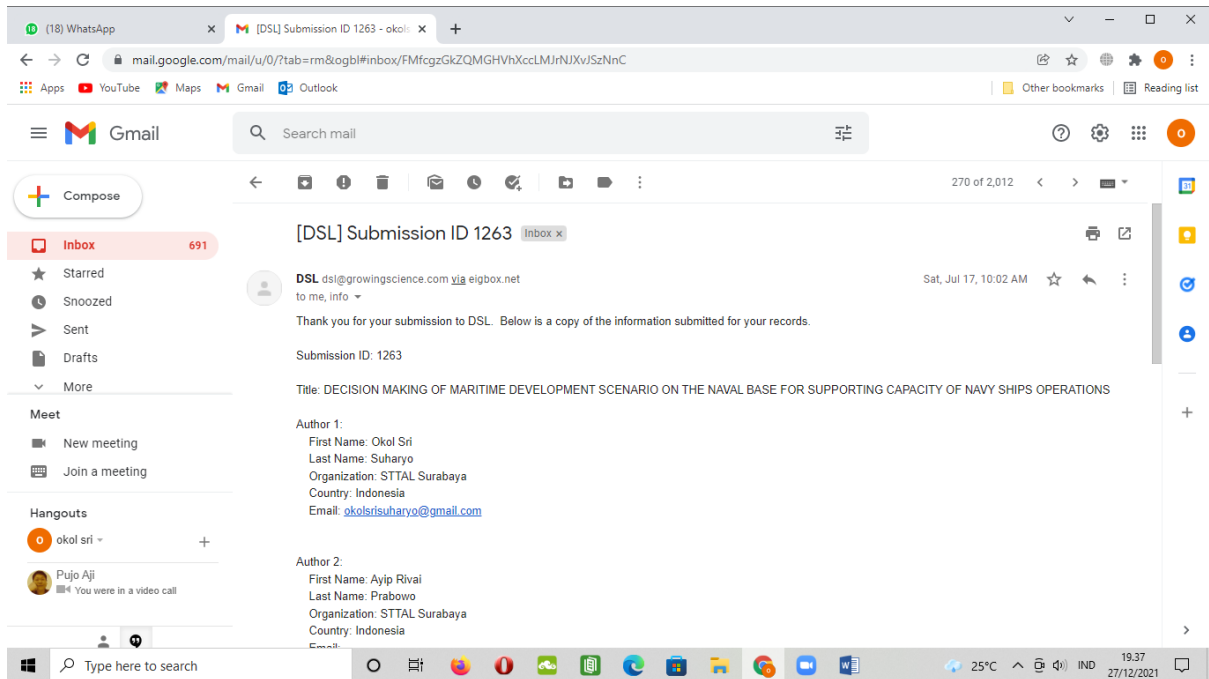 (18) WhatsApp
[DSL] Submission ID 1263 - okols
mail.google.com/mail/u/0/?tab=rm&ogbl#inbox/FMfcgzGkZQMGHVhXccLMJrNJXvJSzNnC
Apps YouTube Maps Gmail Outlook Other bookmarks Reading list
Gmail
Search mail
Compose
270 of 2,012
Inbox 691
Starred
Snoozed
Sent
Drafts
More
Meet
New meeting
Join a meeting
Hangouts
okol sri
Pujo Aji
You were in a video call
[DSL] Submission ID 1263 Inbox x
DSL dsl@growingscience.com via eigbox.net Sat, Jul 17, 10:02 AM
to me, info
Thank you for your submission to DSL. Below is a copy of the information submitted for your records.
Submission ID: 1263
Title: DECISION MAKING OF MARITIME DEVELOPMENT SCENARIO ON THE NAVAL BASE FOR SUPPORTING CAPACITY OF NAVY SHIPS OPERATIONS
Author 1:
First Name: Okol Sri
Last Name: Suharyo
Organization: STTAL Surabaya
Country: Indonesia
Email: okolsrisuharyo@gmail.com
Author 2:
First Name: Ayip Rivai
Last Name: Prabowo
Organization: STTAL Surabaya
Country: Indonesia
Email:
Type here to search
25°C IND 19.37
27/12/2021